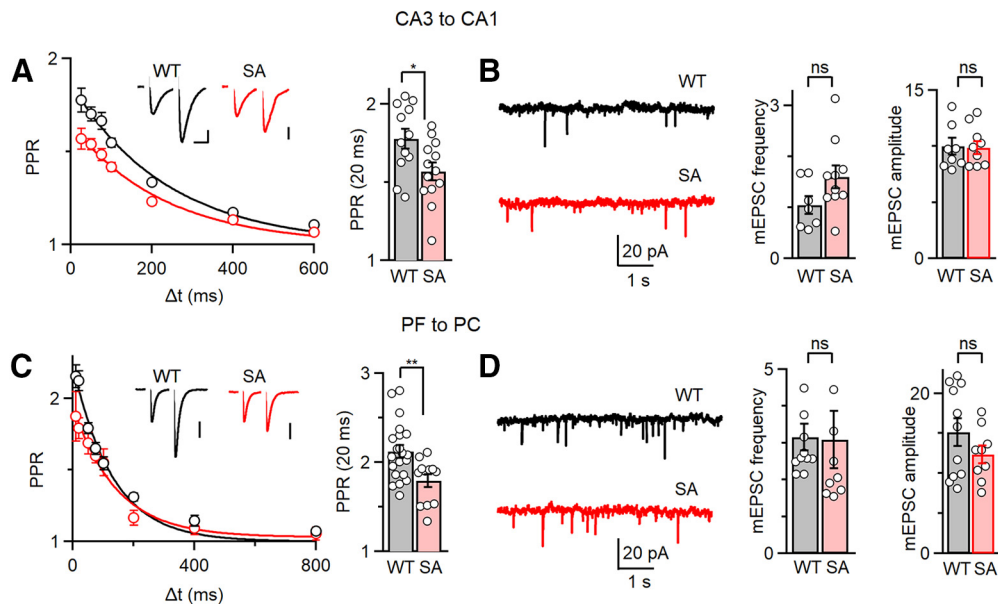 CA3 to CA1
A
2
PPR
1
0
200
400
600
Δt (ms)
WT
SA
PPR (20 ms)
2
1
*
WT SA
B
WT
SA
20 pA
1 s
mEPSC frequency
3
0
ns
WT SA
mEPSC amplitude
15
0
ns
WT SA
PF to PC
C
2
PPR
1
0
400
800
Δt (ms)
WT
SA
PPR (20 ms)
3
2
1
**
WT SA
D
WT
SA
20 pA
1 s
mEPSC frequency
5
0
ns
WT SA
mEPSC amplitude
20
0
ns
WT SA